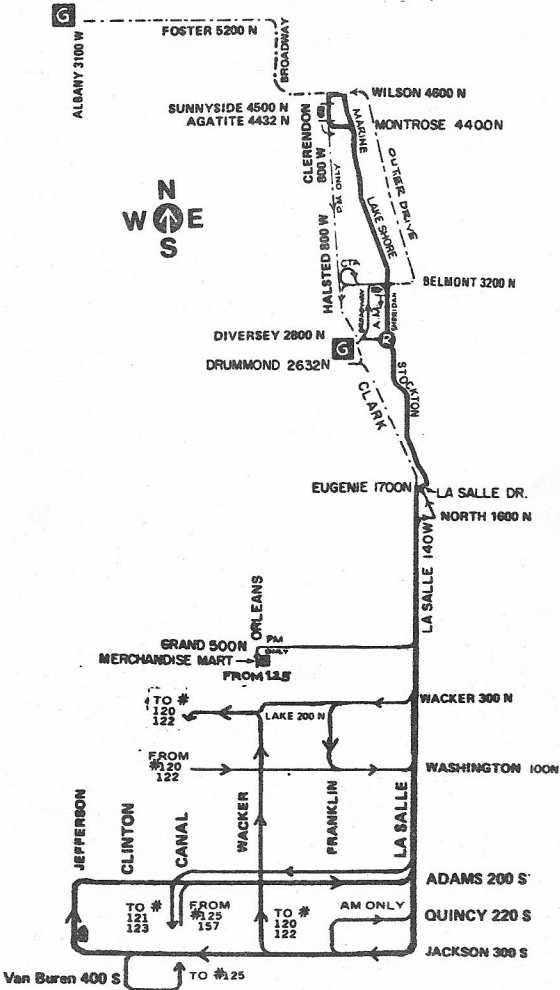 G
FOSTER 5200 N
BROADWAY
ALBANY 3100 W
WILSON 4600 N
SUNNYSIDE 4500 N
AGATITE 4432 N
MONTROSE 4400N
MARINE
CLERENDON
800 W
P.M ONLY
OUTER DRIVE
LAKE SHORE
N
W E
S
HALSTED 800 W
CTA
BELMONT 3200 N
BROADWAY
A.M.
SHERIDAN
DIVERSEY 2800 N
R
G
DRUMMOND 2632N
STOCKTON
CLARK
EUGENIE 1700N
LA SALLE DR.
NORTH 1600 N
LA SALLE 140W
ORLEANS
GRAND 500N
PM
ONLY
MERCHANDISE MART
FROM 125
WACKER 300 N
TO #
120
122
LAKE 200 N
FROM
#120
122
WASHINGTON 100N
JEFFERSON
CLINTON
CANAL
WACKER
FRANKLIN
LA SALLE
ADAMS 200 S
TO #
121
123
FROM
#125
157
TO #
120
122
AM ONLY
QUINCY 220 S
JACKSON 300 S
Van Buren 400 S
TO #125